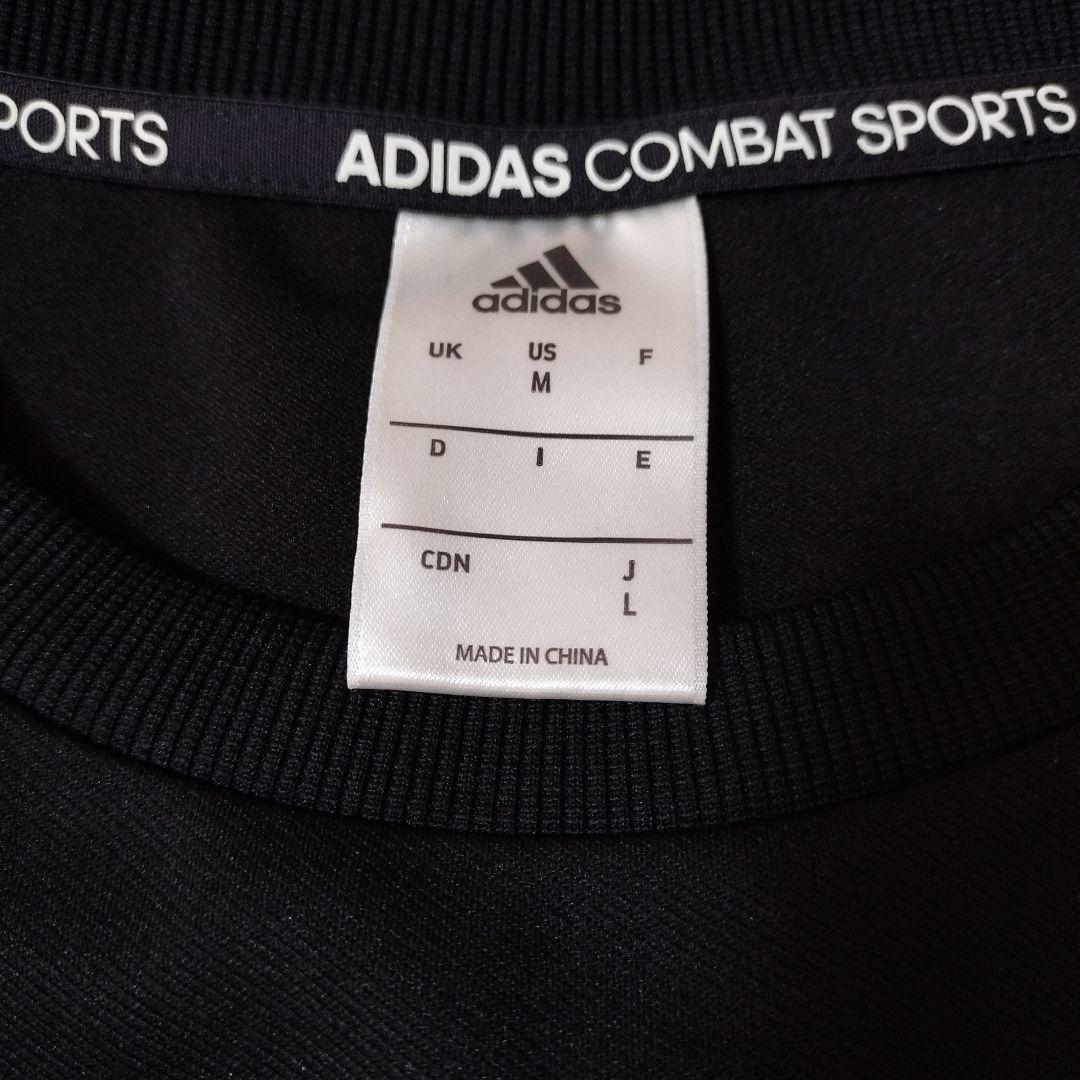 PORTS ADIDAS COMBAT SPORTS
adidas
UK US F
M
D I E
CDN J
L
MADE IN CHINA